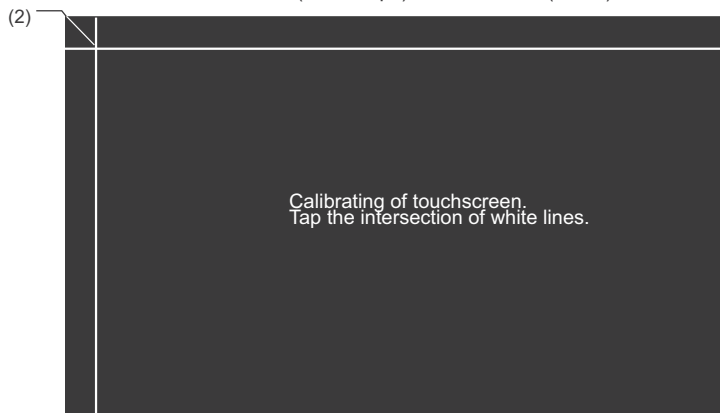 (2)
Calibrating of touchscreen.
Tap the intersection of white lines.